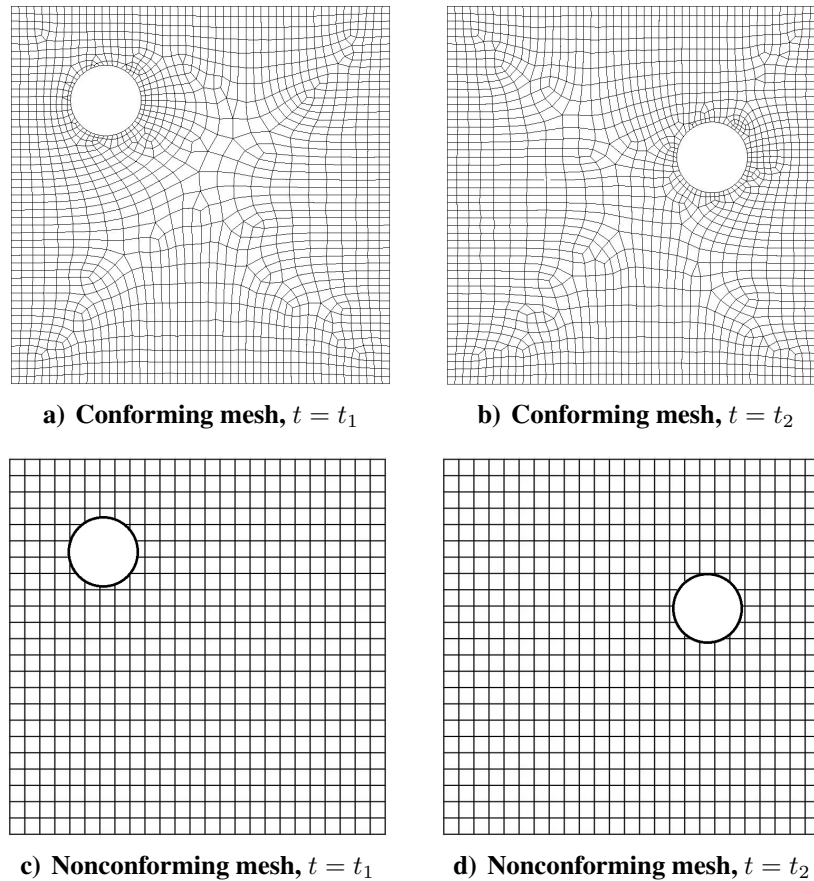 a) Conforming mesh, t = t₁
b) Conforming mesh, t = t₂
c) Nonconforming mesh, t = t₁
d) Nonconforming mesh, t = t₂